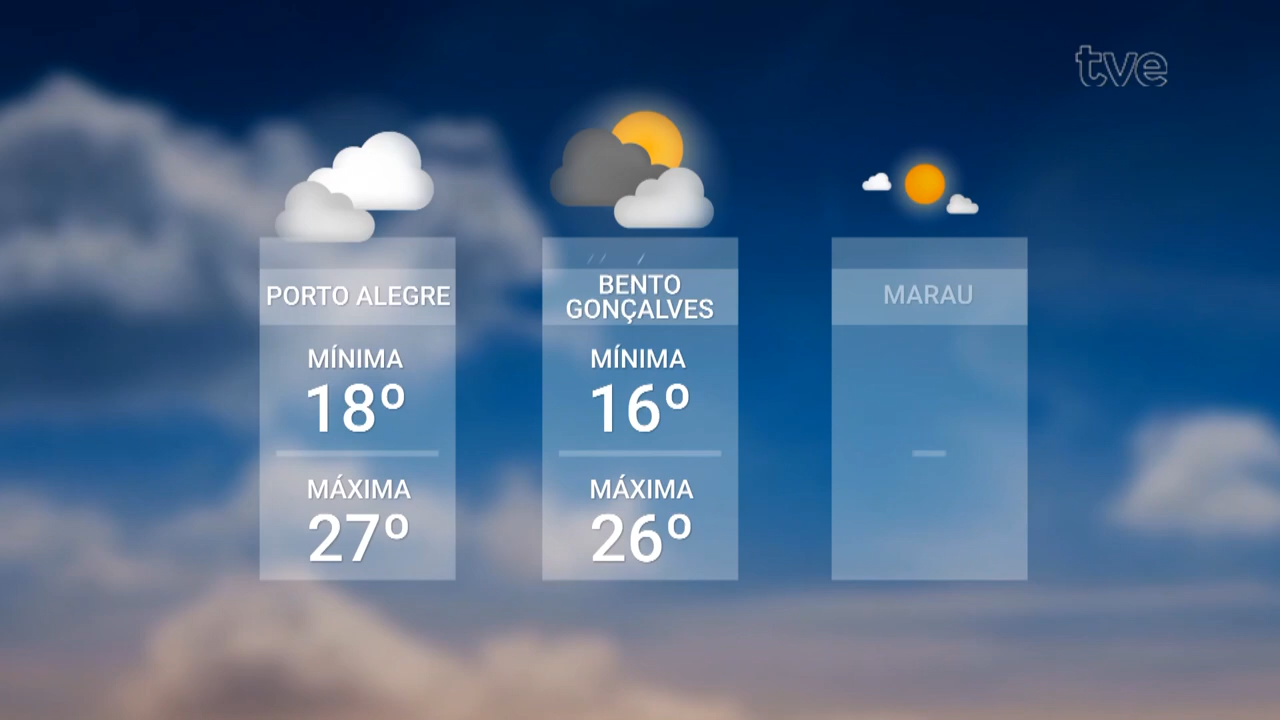 tve
PORTO ALEGRE
MÍNIMA
18º
MÁXIMA
27º
BENTO
GONÇALVES
MÍNIMA
16º
MÁXIMA
26º
MARAU